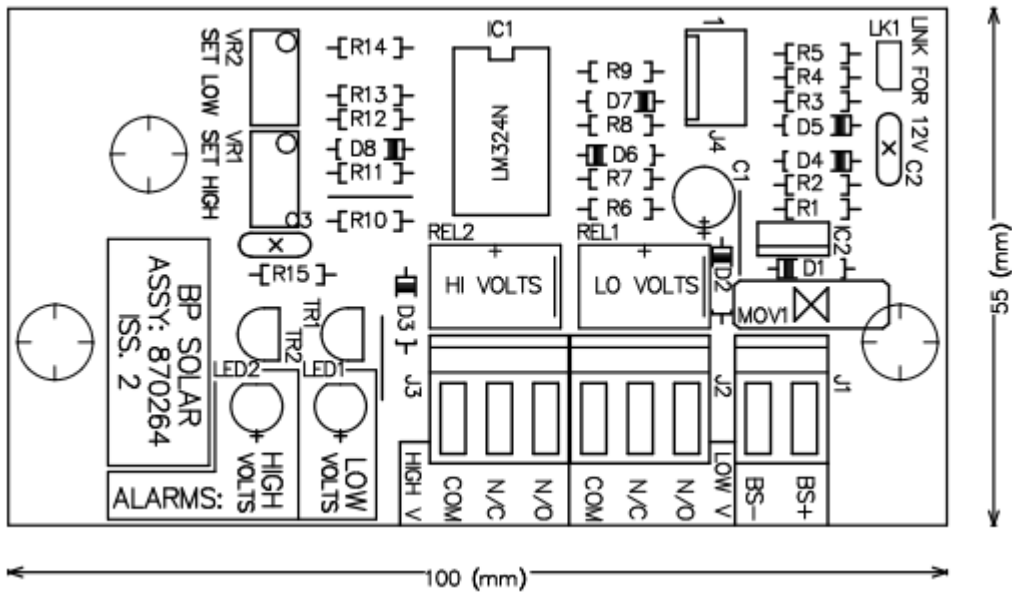 VR2
SET LOW
VR1
SET HIGH
C3
R14
R13
R12
D8
R11
R10
R15
IC1
LM324N
R9
D7
R8
D6
R7
R6
1
J4
C1
LK1
LINK FOR 12V
R5
R4
R3
D5
D4
R2
R1
C2
IC2
D1
D2
MOV1
REL2
HI VOLTS
REL1
LO VOLTS
D3
TR1
TR2
BP SOLAR
ASSY: 870264
ISS. 2
LED2
LED1
HIGH
VOLTS
LOW
VOLTS
ALARMS:
J3
HIGH V
COM
N/C
N/O
J2
COM
N/C
N/O
LOW V
J1
BS-
BS+
55 (mm)
100 (mm)